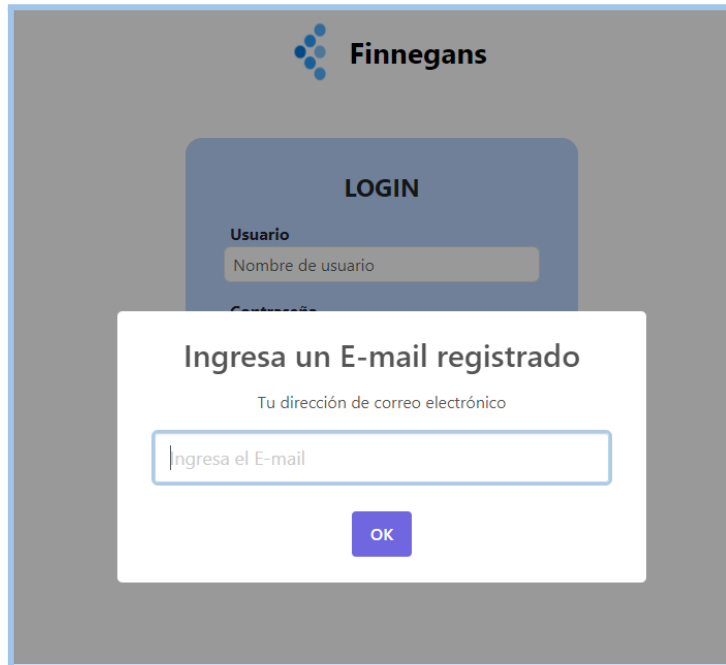 Finnegans
LOGIN
Usuario
Nombre de usuario
Contraseña
Ingresa un E-mail registrado
Tu dirección de correo electrónico
Ingresa el E-mail
OK